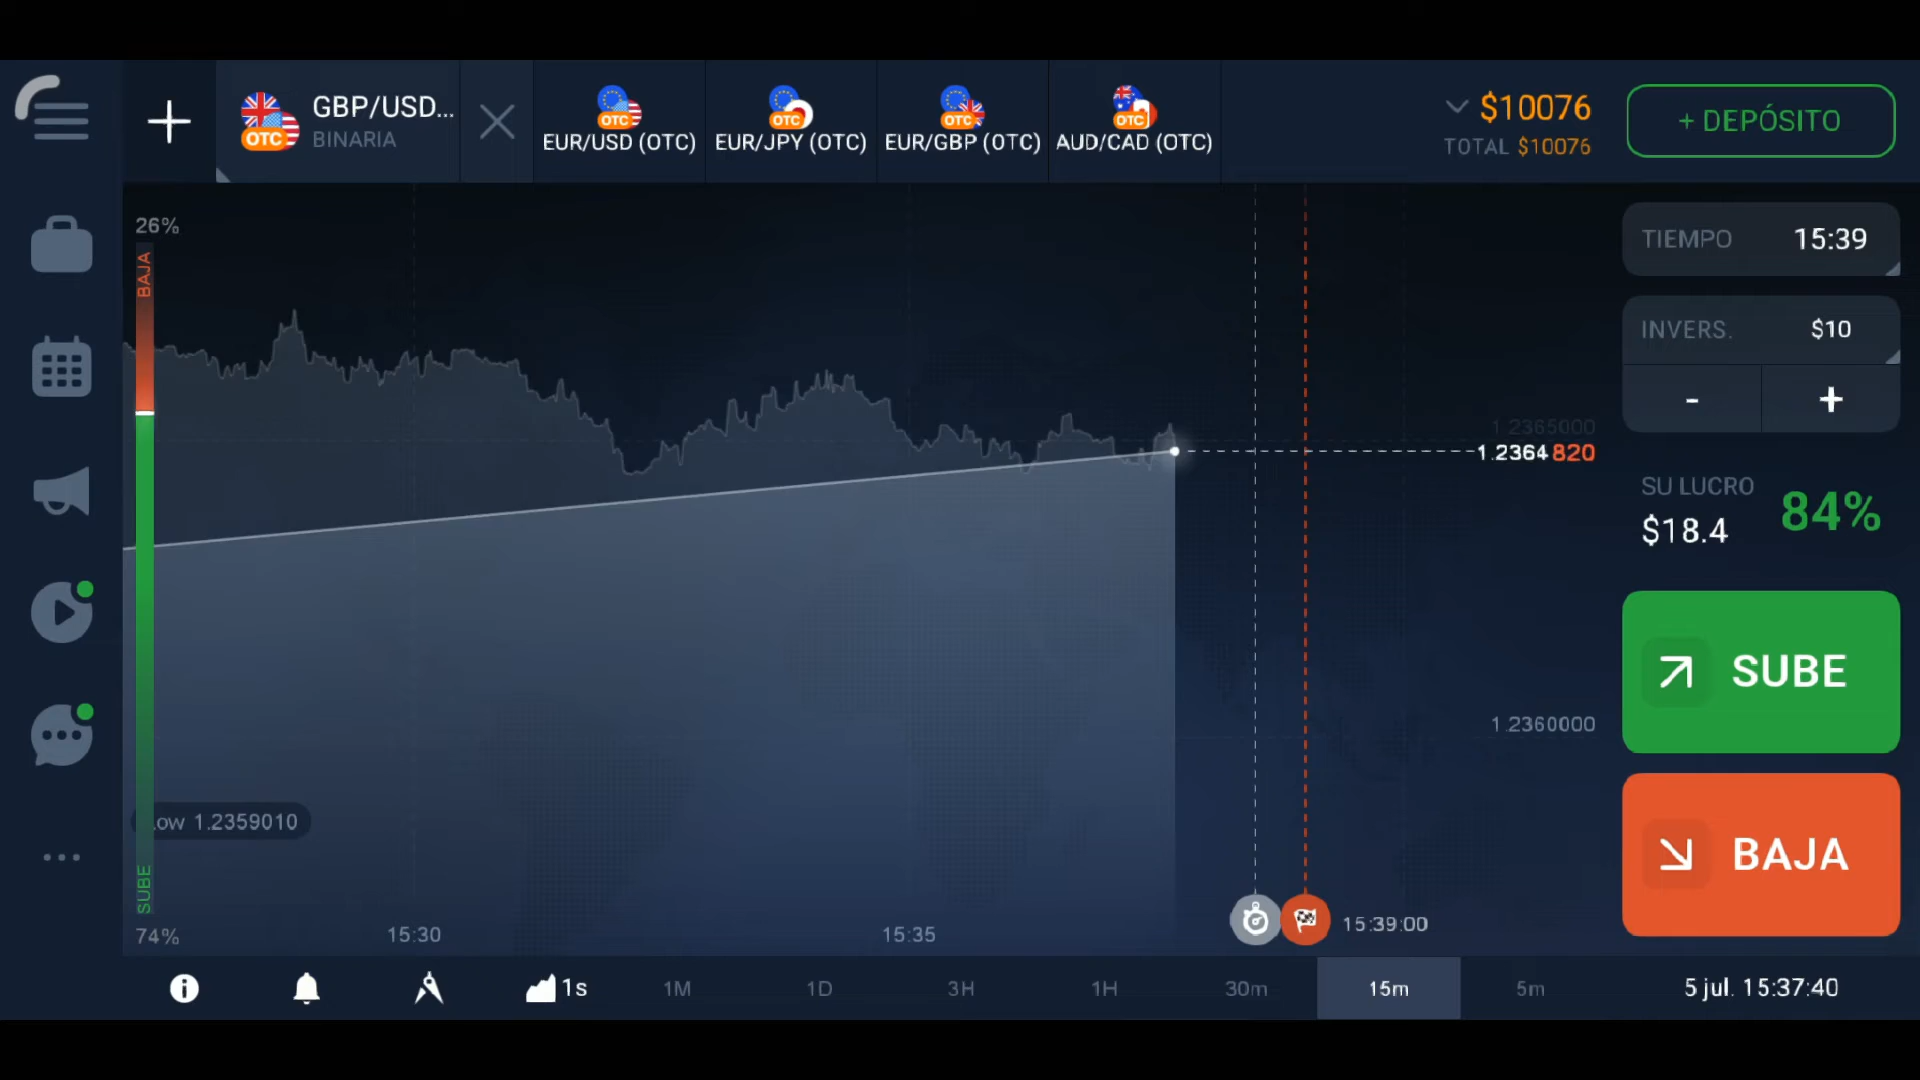 GBP/USD...
BINARIA
OTC
EUR/USD (OTC)
OTC
EUR/JPY (OTC)
OTC
EUR/GBP (OTC)
OTC
AUD/CAD (OTC)
OTC
$10076
TOTAL $10076
+ DEPÓSITO
26%
BAJA
SUBE
74%
Low 1.2359010
15:30
15:35
15:39:00
1.2365000
1.2364820
1.2360000
TIEMPO 15:39
INVERS. $10
- +
SU LUCRO
$18.4
84%
SUBE
BAJA
1s
1M
1D
3H
1H
30m
15m
5m
5 jul. 15:37:40